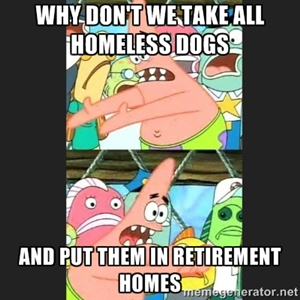 WHY DON'T WE TAKE ALL
HOMELESS DOGS
AND PUT THEM IN RETIREMENT
HOMES
memegenerator.net